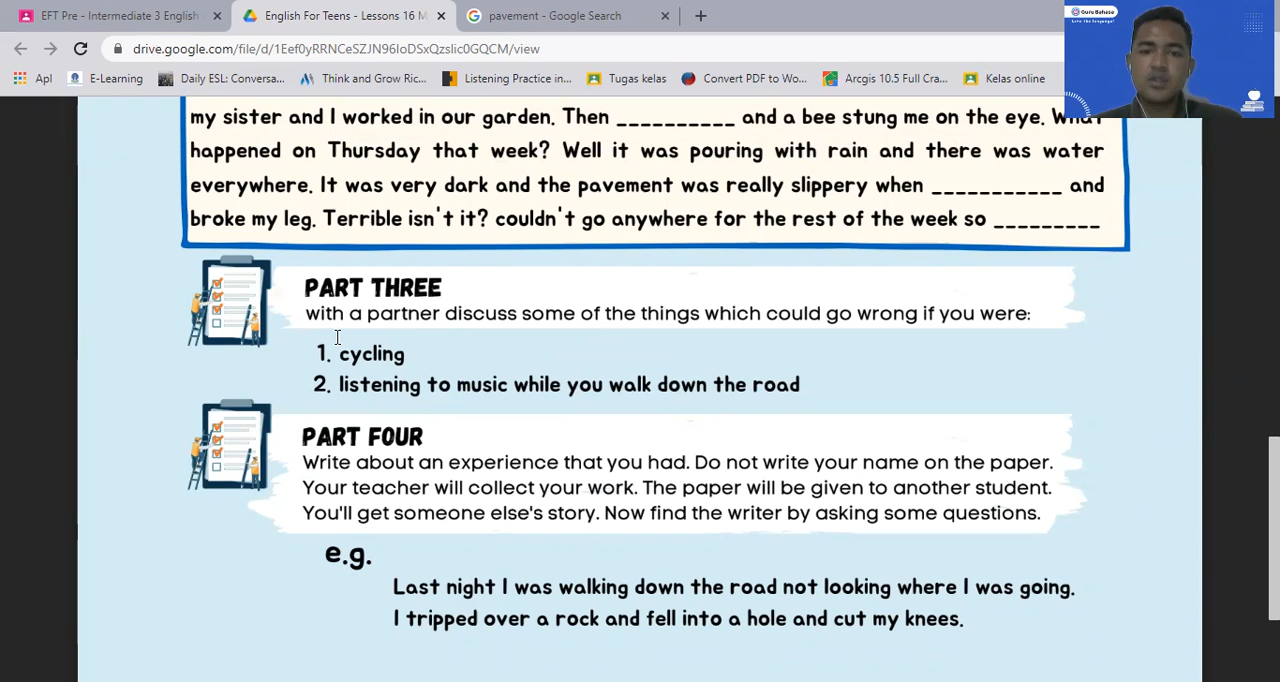 EFT Pre - Intermediate 3 English
English For Teens - Lessons 16 M
pavement - Google Search
drive.google.com/file/d/1Eef0yRRNCeSZJN96IoDSxQzsIic0GQCM/view
Apl
E-Learning
Daily ESL: Conversa...
Think and Grow Ric...
Listening Practice in...
Tugas kelas
Convert PDF to Wo...
Arcgis 10.5 Full Cra...
Kelas online
Guru Bahasa
my sister and I worked in our garden. Then __________ and a bee stung me on the eye. What
happened on Thursday that week? Well it was pouring with rain and there was water
everywhere. It was very dark and the pavement was really slippery when ___________ and
broke my leg. Terrible isn't it? couldn't go anywhere for the rest of the week so _________
PART THREE
with a partner discuss some of the things which could go wrong if you were:
1. cycling
2. listening to music while you walk down the road
PART FOUR
Write about an experience that you had. Do not write your name on the paper.
Your teacher will collect your work. The paper will be given to another student.
You'll get someone else's story. Now find the writer by asking some questions.
e.g.
Last night I was walking down the road not looking where I was going.
I tripped over a rock and fell into a hole and cut my knees.